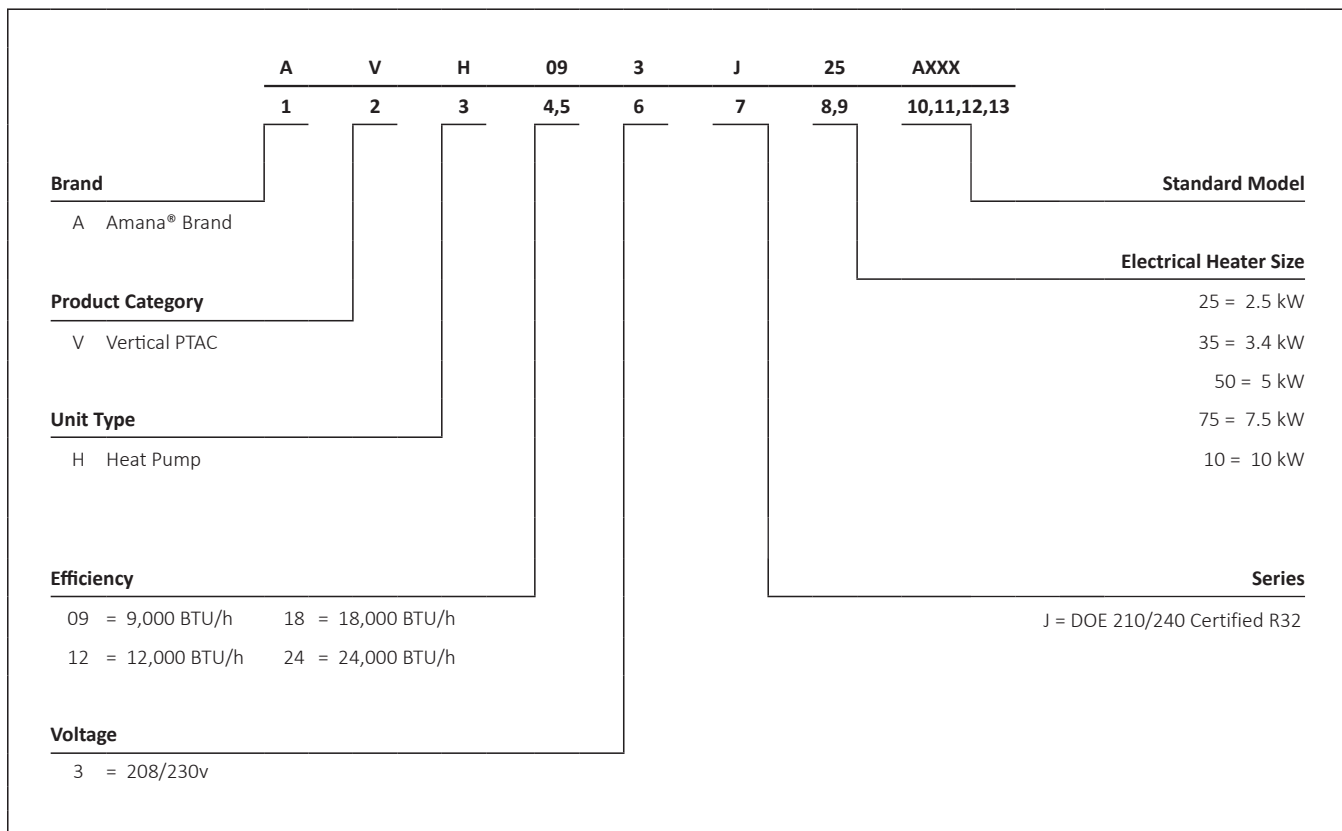 A V H 09 3 J 25 AXXX
1 2 3 4,5 6 7 8,9 10,11,12,13
Brand
A Amana® Brand
Product Category
V Vertical PTAC
Unit Type
H Heat Pump
Efficiency
09 = 9,000 BTU/h 18 = 18,000 BTU/h
12 = 12,000 BTU/h 24 = 24,000 BTU/h
Voltage
3 = 208/230v
Standard Model
Electrical Heater Size
25 = 2.5 kW
35 = 3.4 kW
50 = 5 kW
75 = 7.5 kW
10 = 10 kW
Series
J = DOE 210/240 Certified R32